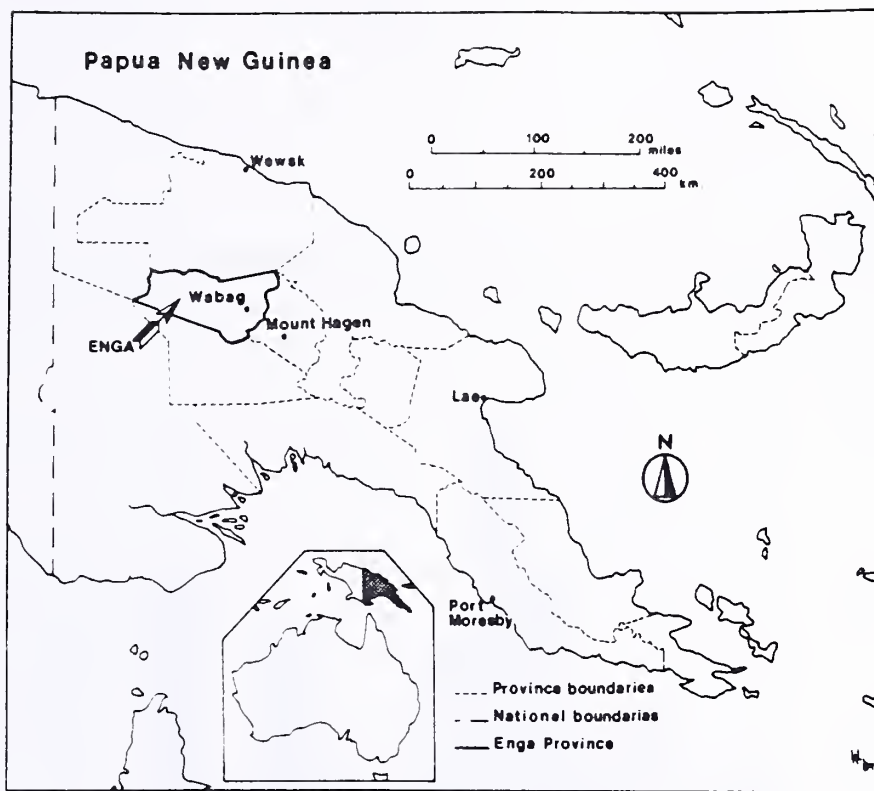 Papua New Guinea
0 100 200
miles
0 200 400
km
Wewak
Wabag
Mount Hagen
ENGA
Lae
N
Port
Moresby
Province boundaries
National boundaries
Enga Province